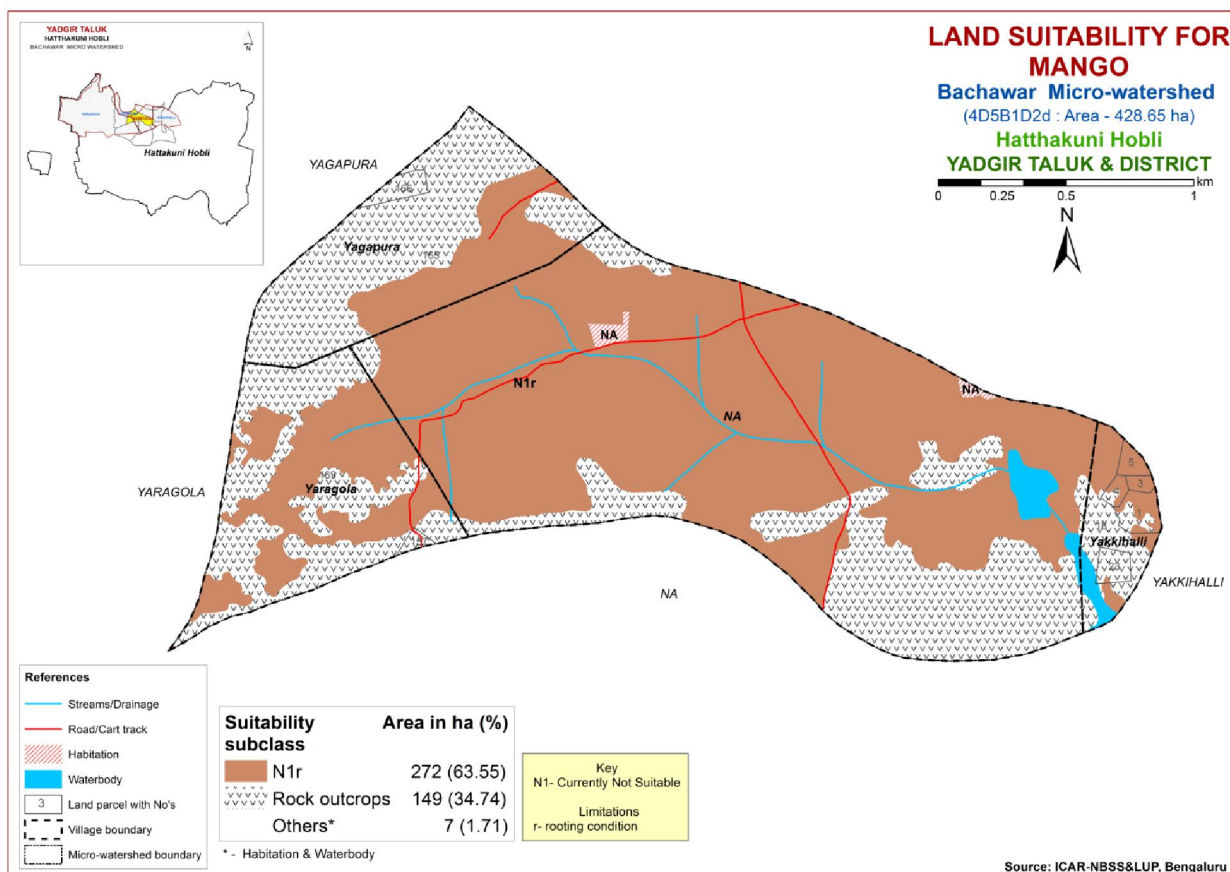 YADGIR TALUK
HATTHAKUNI HOBLI
BACHAWAR MICRO WATERSHED
N
Hattakuni Hobli
LAND SUITABILITY FOR
MANGO
Bachawar Micro-watershed
(4D5B1D2d : Area - 428.65 ha)
Hatthakuni Hobli
YADGIR TALUK & DISTRICT
km
0 0.25 0.5 1
N
YAGAPURA
166
Yagapura
165
NA
N1r
NA
NA
YARAGOLA
Yaragola
5
3
1
Yakkihalli
YAKKIHALLI
NA
References
Streams/Drainage
Road/Cart track
Habitation
Waterbody
3 Land parcel with No's
Village boundary
Micro-watershed boundary
Suitability subclass Area in ha (%)
N1r 272 (63.55)
Rock outcrops 149 (34.74)
Others* 7 (1.71)
* - Habitation & Waterbody
Key
N1- Currently Not Suitable
Limitations
r- rooting condition
Source: ICAR-NBSS&LUP, Bengaluru